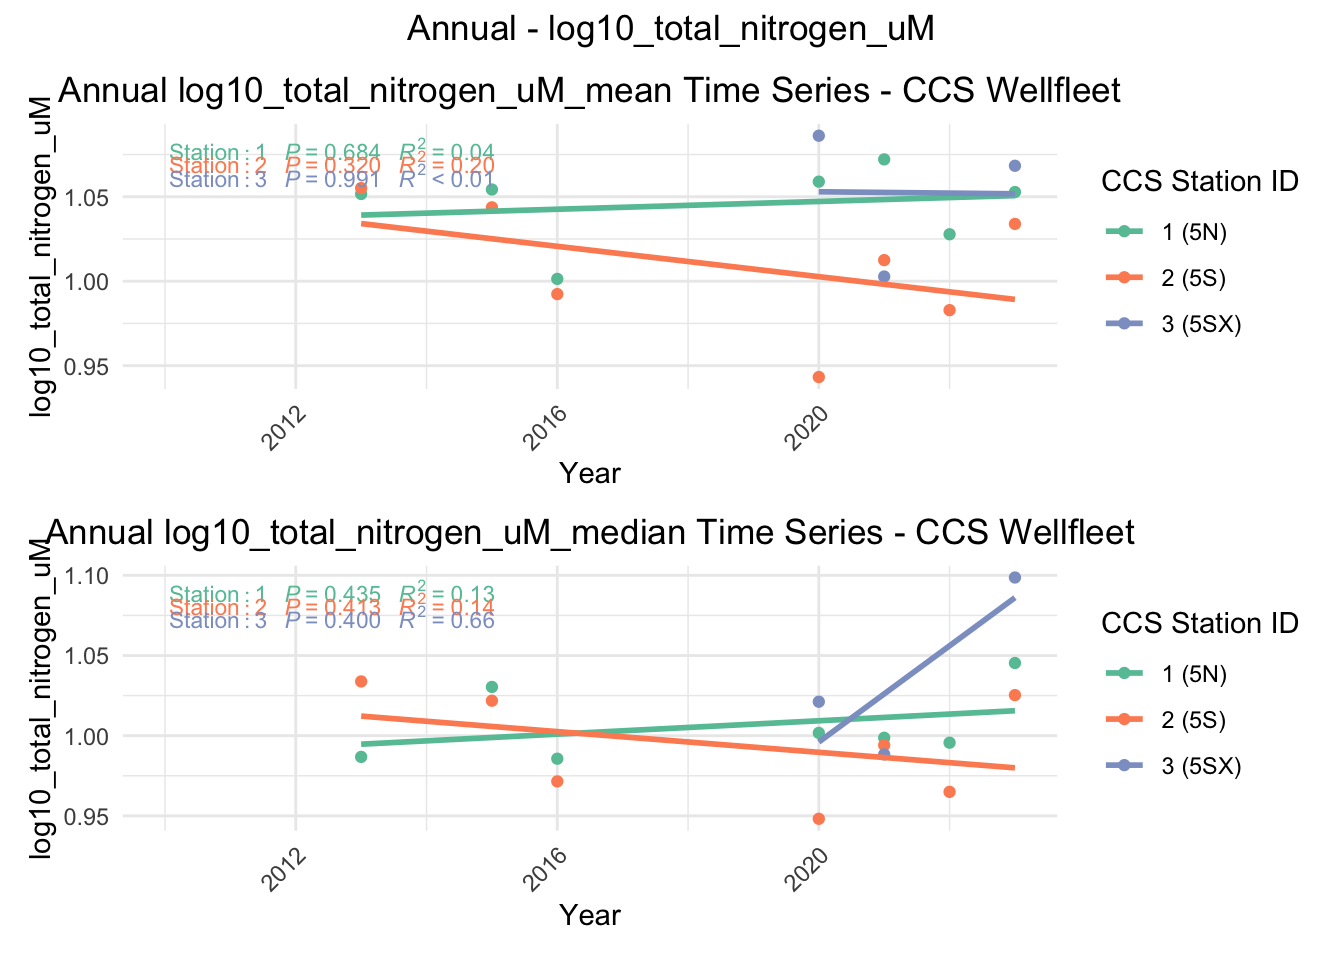 Annual - log10_total_nitrogen_uM
Annual log10_total_nitrogen_uM_mean Time Series - CCS Wellfleet
log10_total_nitrogen_uM
Station : 1 P = 0.684 R² = 0.04
Station : 2 P = 0.320 R² = 0.20
Station : 3 P = 0.991 R² < 0.01
1.05
1.00
0.95
2012
2016
2020
Year
CCS Station ID
1 (5N)
2 (5S)
3 (5SX)
Annual log10_total_nitrogen_uM_median Time Series - CCS Wellfleet
log10_total_nitrogen_uM
Station : 1 P = 0.435 R² = 0.13
Station : 2 P = 0.413 R² = 0.14
Station : 3 P = 0.400 R² = 0.66
1.10
1.05
1.00
0.95
2012
2016
2020
Year
CCS Station ID
1 (5N)
2 (5S)
3 (5SX)